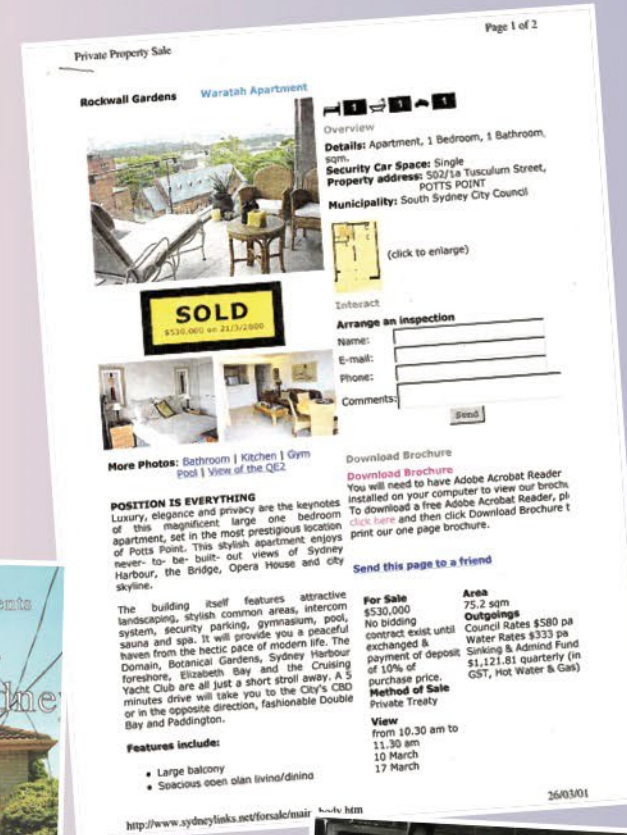 Page 1 of 2
Private Property Sale
Rockwall Gardens Waratah Apartment
1 1 1
Overview
Details: Apartment, 1 Bedroom, 1 Bathroom,
sqm.
Security Car Space: Single
Property address: 502/1a Tusculum Street,
POTTS POINT
Municipality: South Sydney City Council
(click to enlarge)
SOLD
$530,000 on 21/3/2000
Interact
Arrange an inspection
Name:
E-mail:
Phone:
Comments:
Send
More Photos: Bathroom | Kitchen | Gym
Pool | View of the QE2
POSITION IS EVERYTHING
Luxury, elegance and privacy are the keynotes
of this magnificent large one bedroom
apartment, set in the most prestigious location
of Potts Point. This stylish apartment enjoys
never- to- be- built- out views of Sydney
Harbour, the Bridge, Opera House and city
skyline.
The building itself features attractive
landscaping, stylish common areas, intercom
system, security parking, gymnasium, pool,
sauna and spa. It will provide you a peaceful
haven from the hectic pace of modern life. The
Domain, Botanical Gardens, Sydney Harbour
foreshore, Elizabeth Bay and the Cruising
Yacht Club are all just a short stroll away. A 5
minutes drive will take you to the City's CBD
or in the opposite direction, fashionable Double
Bay and Paddington.
Features include:
• Large balcony
• Spacious open plan living/dining
Download Brochure
Download Brochure
You will need to have Adobe Acrobat Reader
installed on your computer to view our brochu
To download a free Adobe Acrobat Reader, pl
click here and then click Download Brochure t
print our one page brochure.
Send this page to a friend
For Sale
$530,000
No bidding
contract exist until
exchanged &
payment of deposit
of 10% of
purchase price.
Method of Sale
Private Treaty
View
from 10.30 am to
11.30 am
10 March
17 March
Area
75.2 sqm
Outgoings
Council Rates $580 pa
Water Rates $333 pa
Sinking & Admind Fund
$1,121.81 quarterly (in
GST, Hot Water & Gas)
http://www.sydneylinks.net/forsale/main_body.htm
26/03/01
ents
dney